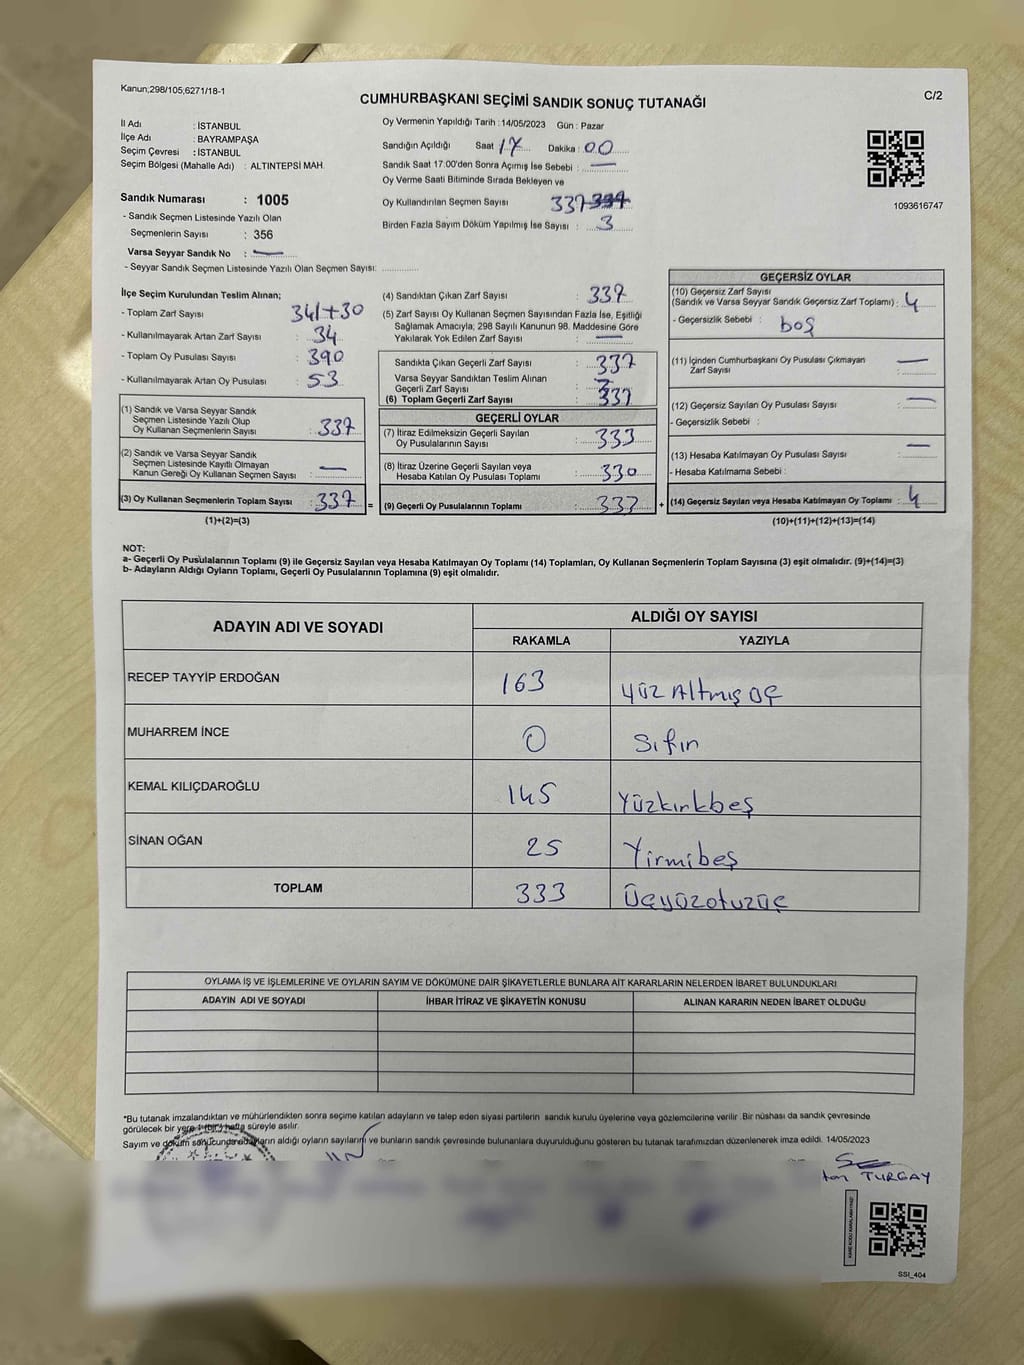 Kanun;298/105;6271/18-1
C/2
CUMHURBAŞKANI SEÇİMİ SANDIK SONUÇ TUTANAĞI
İl Adı : İSTANBUL
İlçe Adı : BAYRAMPAŞA
Seçim Çevresi : İSTANBUL
Seçim Bölgesi (Mahalle Adı) : ALTINTEPSİ MAH.
Sandık Numarası : 1005
- Sandık Seçmen Listesinde Yazılı Olan
Seçmenlerin Sayısı : 356
Varsa Seyyar Sandık No : —
- Seyyar Sandık Seçmen Listesinde Yazılı Olan Seçmen Sayısı: ............
Oy Vermenin Yapıldığı Tarih : 14/05/2023 Gün : Pazar
Sandığın Açıldığı Saat 17 Dakika : 00
Sandık Saat 17:00'den Sonra Açımış İse Sebebi : —
Oy Verme Saati Bitiminde Sırada Bekleyen ve
Oy Kullandırılan Seçmen Sayısı 337
Birden Fazla Sayım Döküm Yapılmış İse Sayısı : 3
1093616747
İlçe Seçim Kurulundan Teslim Alınan;
- Toplam Zarf Sayısı 341+30
- Kullanılmayarak Artan Zarf Sayısı : 34
- Toplam Oy Pusulası Sayısı : 390
- Kullanılmayarak Artan Oy Pusulası : 53
(1) Sandık ve Varsa Seyyar Sandık
Seçmen Listesinde Yazılı Olup
Oy Kullanan Seçmenlerin Sayısı : 337
(2) Sandık ve Varsa Seyyar Sandık
Seçmen Listesinde Kayıtlı Olmayan
Kanun Gereği Oy Kullanan Seçmen Sayısı : —
(3) Oy Kullanan Seçmenlerin Toplam Sayısı : 337 =
(1)+(2)=(3)
(4) Sandıktan Çıkan Zarf Sayısı : 337
(5) Zarf Sayısı Oy Kullanan Seçmen Sayısından Fazla İse, Eşitliği
Sağlamak Amacıyla; 298 Sayılı Kanunun 98. Maddesine Göre
Yakılarak Yok Edilen Zarf Sayısı : —
Sandıkta Çıkan Geçerli Zarf Sayısı : 337
Varsa Seyyar Sandıktan Teslim Alınan
Geçerli Zarf Sayısı :
(6) Toplam Geçerli Zarf Sayısı : 337
GEÇERLİ OYLAR
(7) İtiraz Edilmeksizin Geçerli Sayılan
Oy Pusulalarının Sayısı : 333
(8) İtiraz Üzerine Geçerli Sayılan veya
Hesaba Katılan Oy Pusulası Toplamı : 330
(9) Geçerli Oy Pusulalarının Toplamı : 333 +
GEÇERSİZ OYLAR
(10) Geçersiz Zarf Sayısı
(Sandık ve Varsa Seyyar Sandık Geçersiz Zarf Toplamı) : 4
- Geçersizlik Sebebi : boş
(11) İçinden Cumhurbaşkanı Oy Pusulası Çıkmayan
Zarf Sayısı : —
(12) Geçersiz Sayılan Oy Pusulası Sayısı : —
- Geçersizlik Sebebi :
(13) Hesaba Katılmayan Oy Pusulası Sayısı : —
- Hesaba Katılmama Sebebi :
(14) Geçersiz Sayılan veya Hesaba Katılmayan Oy Toplamı : 4
(10)+(11)+(12)+(13)=(14)
NOT:
a- Geçerli Oy Pusulalarının Toplamı (9) ile Geçersiz Sayılan veya Hesaba Katılmayan Oy Toplamı (14) Toplamları, Oy Kullanan Seçmenlerin Toplam Sayısına (3) eşit olmalıdır. (9)+(14)=(3)
b- Adayların Aldığı Oyların Toplamı, Geçerli Oy Pusulalarının Toplamına (9) eşit olmalıdır.
ADAYIN ADI VE SOYADI
ALDIĞI OY SAYISI
RAKAMLA YAZIYLA
RECEP TAYYİP ERDOĞAN 163 Yüz Altmış üç
MUHARREM İNCE 0 Sıfır
KEMAL KILIÇDAROĞLU 145 Yüzkırkbeş
SİNAN OĞAN 25 Yirmibeş
TOPLAM 333 Üçyüzotuzüç
OYLAMA İŞ VE İŞLEMLERİNE VE OYLARIN SAYIM VE DÖKÜMÜNE DAİR ŞİKAYETLERLE BUNLARA AİT KARARLARIN NELERDEN İBARET BULUNDUKLARI
ADAYIN ADI VE SOYADI İHBAR İTİRAZ VE ŞİKAYETİN KONUSU ALINAN KARARIN NEDEN İBARET OLDUĞU
*Bu tutanak imzalandıktan ve mühürlendikten sonra seçime katılan adayların ve talep eden siyasi partilerin sandık kurulu üyelerine veya gözlemcilerine verilir .Bir nüshası da sandık çevresinde
görülecek bir yere 1 (bir) hafta süreyle asılır.
Sayım ve döküm sonucunda adayların aldığı oyların sayılarını ve bunların sandık çevresinde bulunanlara duyurulduğunu gösteren bu tutanak tarafımızdan düzenlenerek imza edildi. 14/05/2023
TURGAY
SSI_404